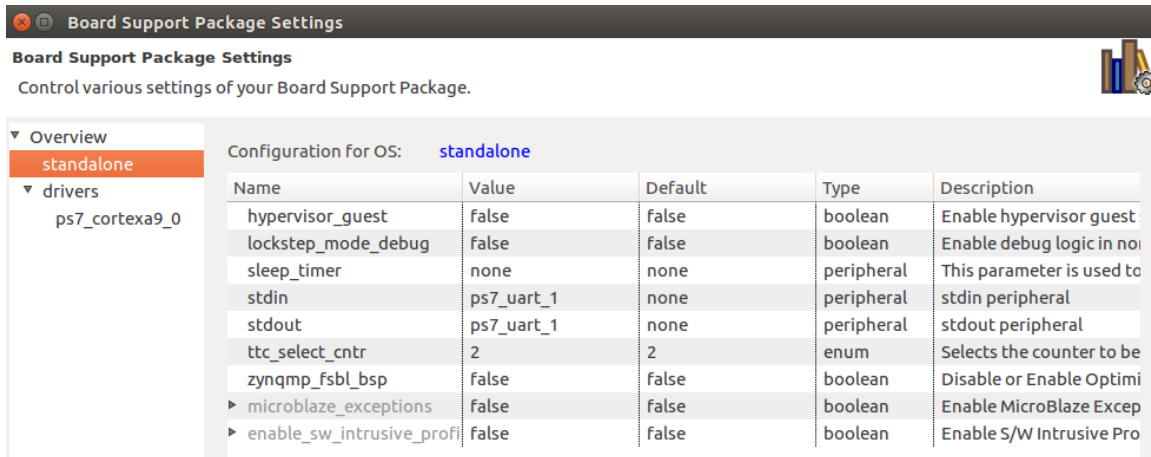 Board Support Package Settings
Board Support Package Settings
Control various settings of your Board Support Package.
Overview
standalone
drivers
ps7_cortexa9_0
Configuration for OS: standalone
Name Value Default Type Description
hypervisor_guest false false boolean Enable hypervisor guest
lockstep_mode_debug false false boolean Enable debug logic in
sleep_timer none none peripheral This parameter is used to
stdin ps7_uart_1 none peripheral stdin peripheral
stdout ps7_uart_1 none peripheral stdout peripheral
ttc_select_cntr 2 2 enum Selects the counter to be
zynqmp_fsbl_bsp false false boolean Disable or Enable Optimi
microblaze_exceptions false false boolean Enable MicroBlaze Excep
enable_sw_intrusive_profi false false boolean Enable S/W Intrusive Pro